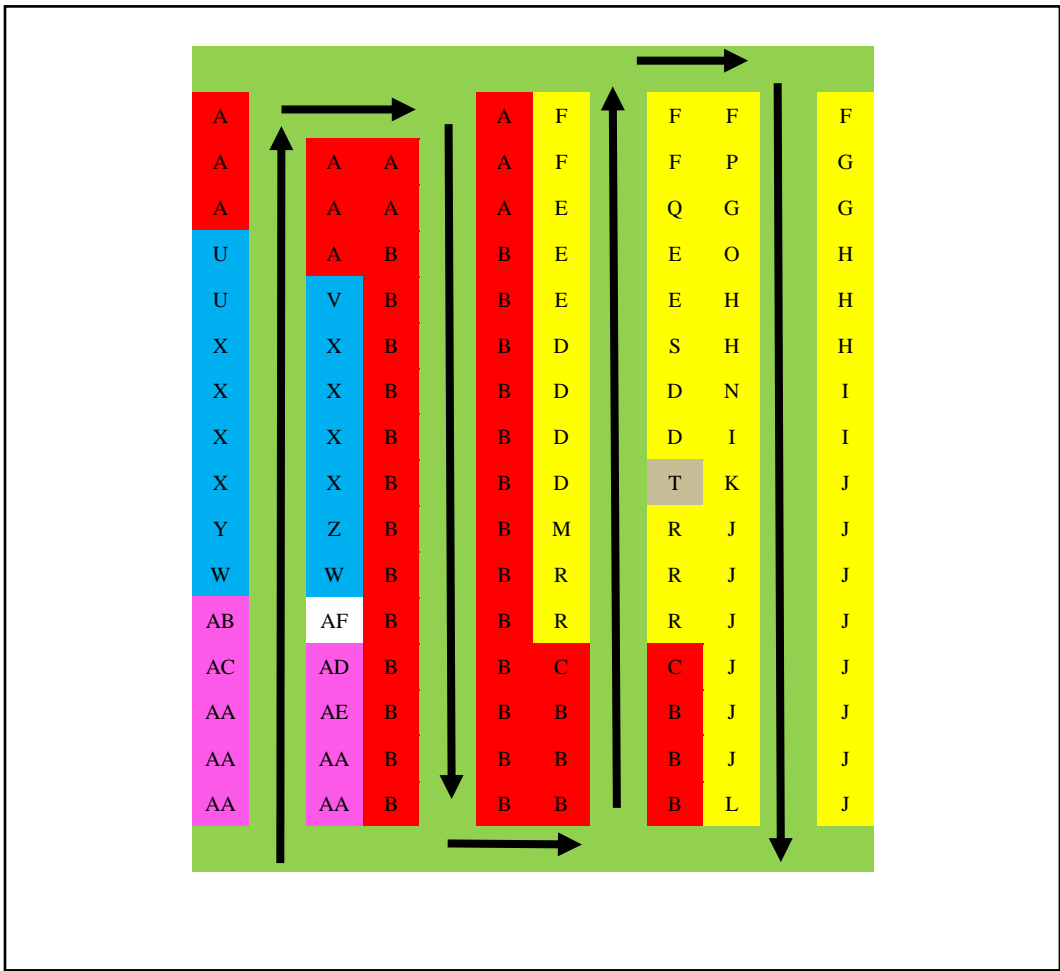 A A F F F F
A A A A F F P G
A A A A E Q G G
U A B B E E O H
U V B B E E H H
X X B B D S H H
X X B B D D N I
X X B B D D I I
X X B B D T K J
Y Z B B M R J J
W W B B R R J J
AB AF B B R R J J
AC AD B B C C J J
AA AE B B B B J J
AA AA B B B B J J
AA AA B B B B L J